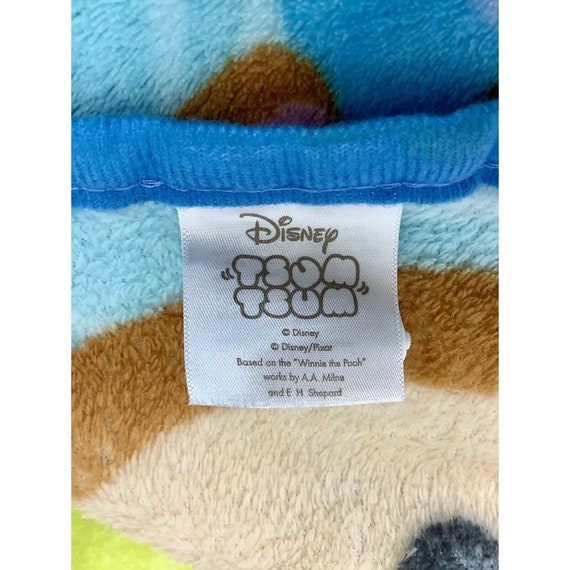 Disney
TSUM
TSUM
© Disney
© Disney/Pixar
Based on the "Winnie the Pooh"
works by A.A. Milne
and E. H. Shepard